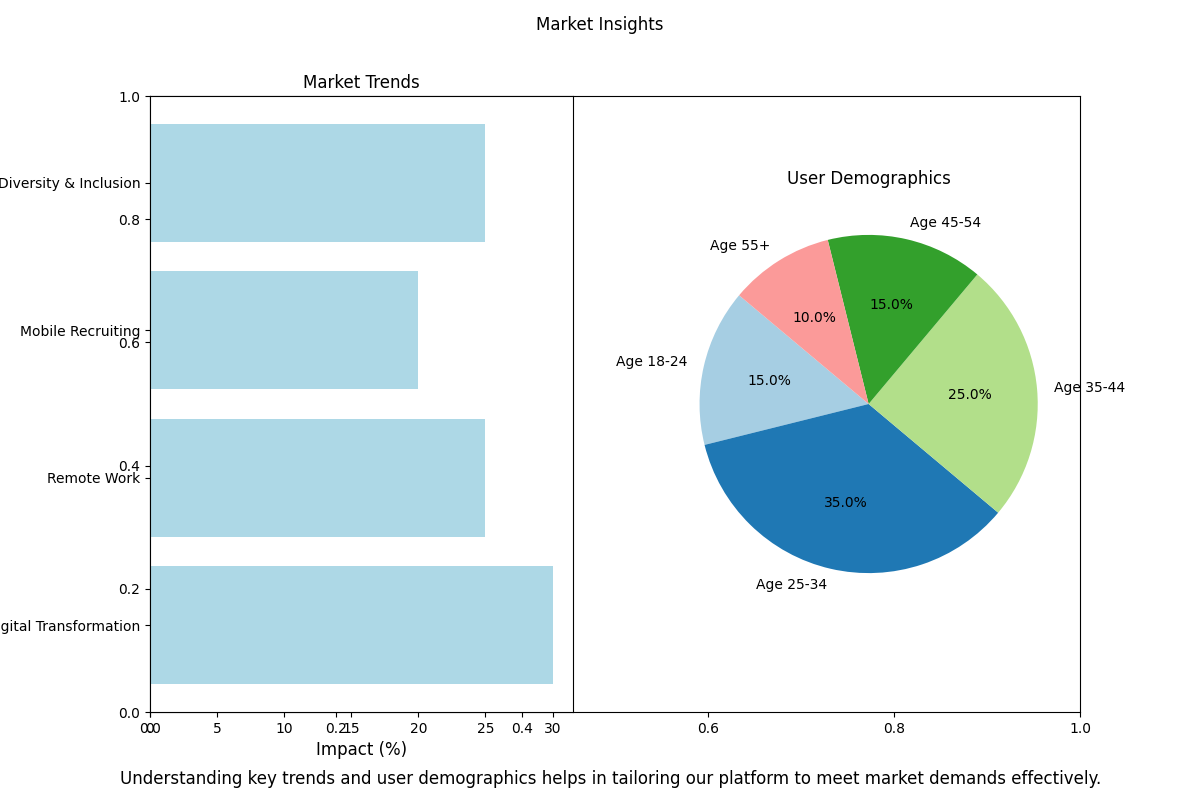 Market Insights
Market Trends
1.0
Diversity & Inclusion
0.8
Mobile Recruiting
0.6
0.4
Remote Work
0.2
gital Transformation
0.0
0 5 10 15 20 25 30
0.0 0.2 0.4 0.6 0.8 1.0
Impact (%)
User Demographics
Age 45-54
Age 55+
15.0%
10.0%
Age 18-24
15.0%
Age 35-44
25.0%
35.0%
Age 25-34
Understanding key trends and user demographics helps in tailoring our platform to meet market demands effectively.